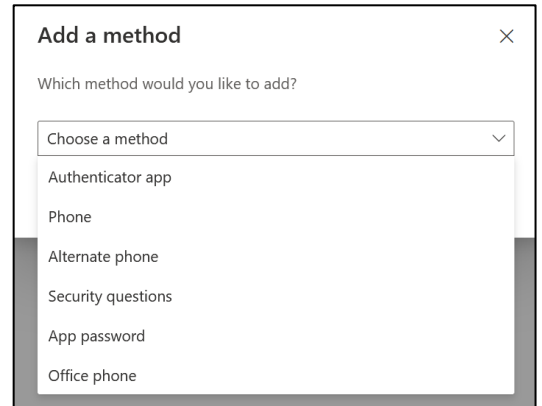 Add a method
Which method would you like to add?
Choose a method
Authenticator app
Phone
Alternate phone
Security questions
App password
Office phone